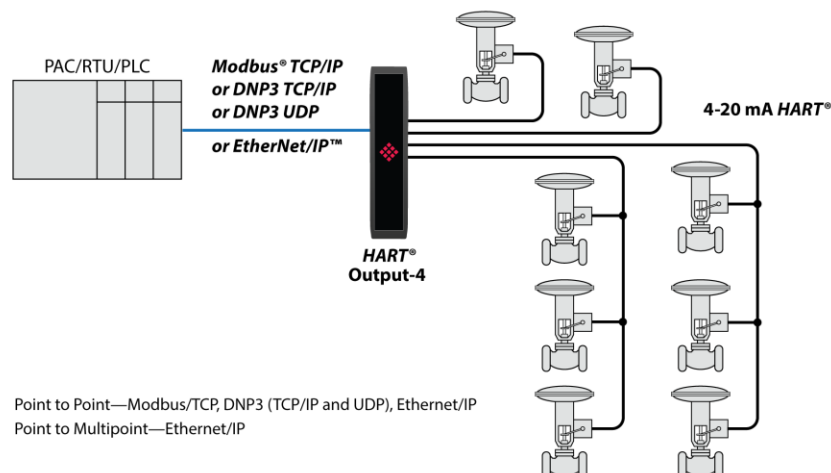 PAC/RTU/PLC
Modbus® TCP/IP
or DNP3 TCP/IP
or DNP3 UDP
or EtherNet/IP™
4-20 mA HART®
HART®
Output-4
Point to Point—Modbus/TCP, DNP3 (TCP/IP and UDP), Ethernet/IP
Point to Multipoint—Ethernet/IP